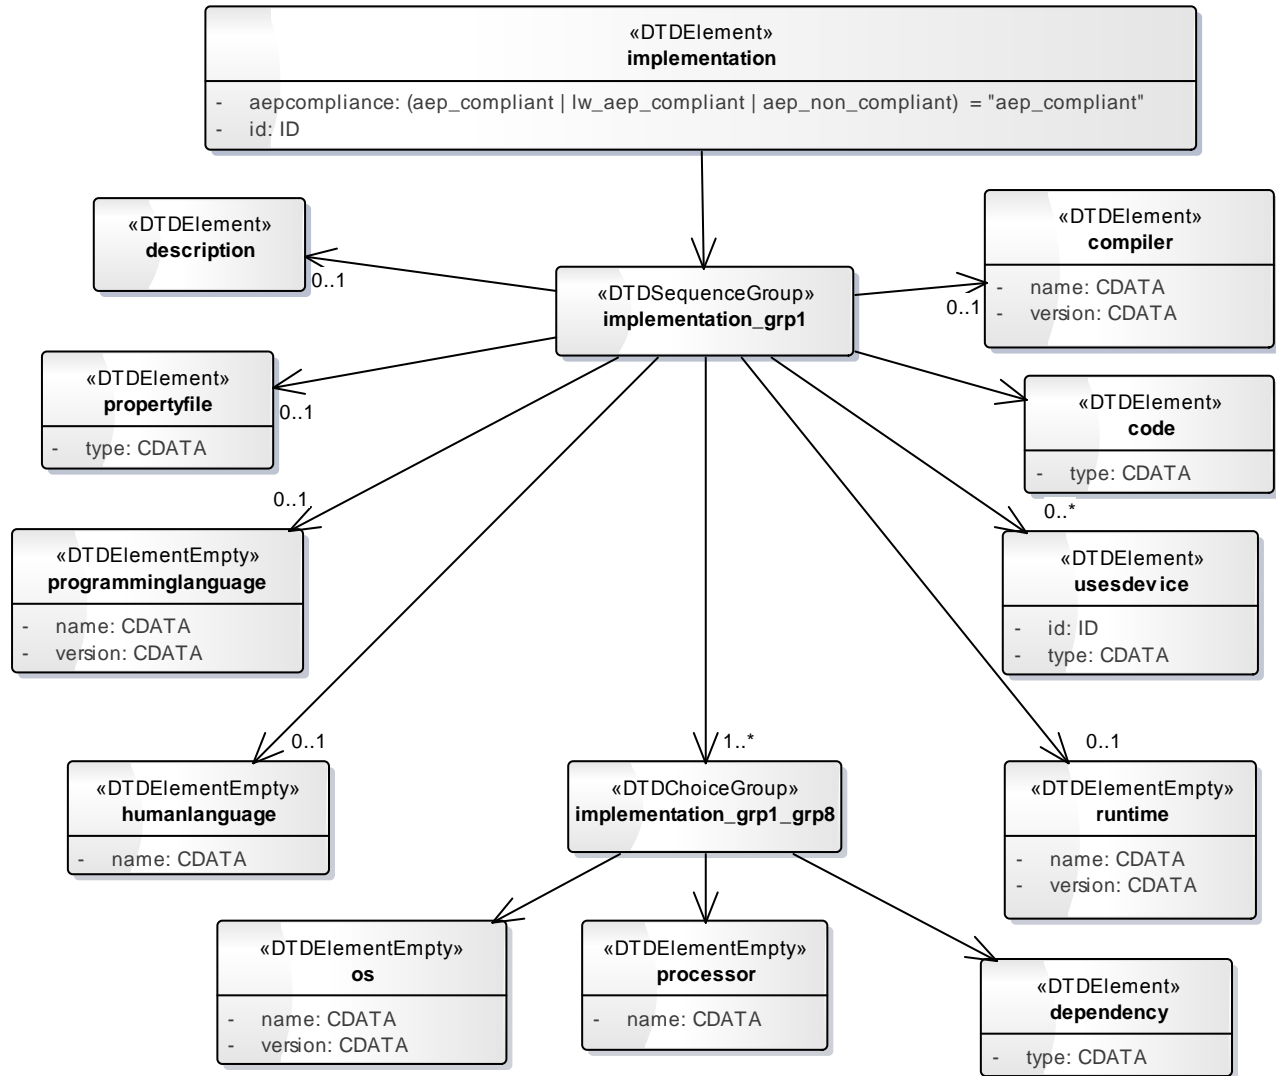 «DTDElement»
implementation
- aepcompliance: (aep_compliant | lw_aep_compliant | aep_non_compliant) = "aep_compliant"
- id: ID
«DTDElement»
description
0..1
«DTDSequenceGroup»
implementation_grp1
«DTDElement»
compiler
- name: CDATA
- version: CDATA
0..1
«DTDElement»
propertyfile
- type: CDATA
0..1
«DTDElement»
code
- type: CDATA
0..1
«DTDElementEmpty»
programminglanguage
- name: CDATA
- version: CDATA
0..*
«DTDElement»
usesdevice
- id: ID
- type: CDATA
0..1
«DTDElementEmpty»
humanlanguage
- name: CDATA
1..*
«DTDChoiceGroup»
implementation_grp1_grp8
0..1
«DTDElementEmpty»
runtime
- name: CDATA
- version: CDATA
«DTDElementEmpty»
os
- name: CDATA
- version: CDATA
«DTDElementEmpty»
processor
- name: CDATA
«DTDElement»
dependency
- type: CDATA